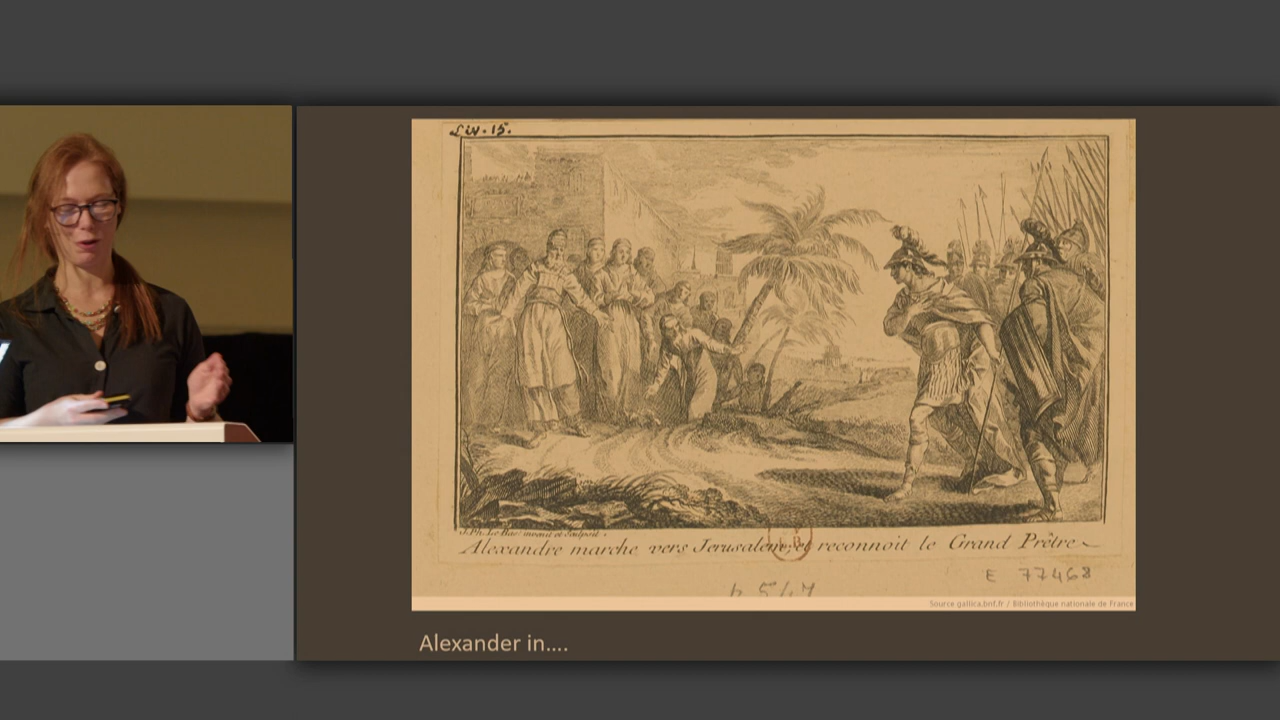 Liv. 15.
J. Ph. Le Bas invenit et Sculpsit.
Alexandre marche vers Jerusalem, et reconnoit le Grand Prêtre
E 77468
Source gallica.bnf.fr / Bibliothèque nationale de France
Alexander in....